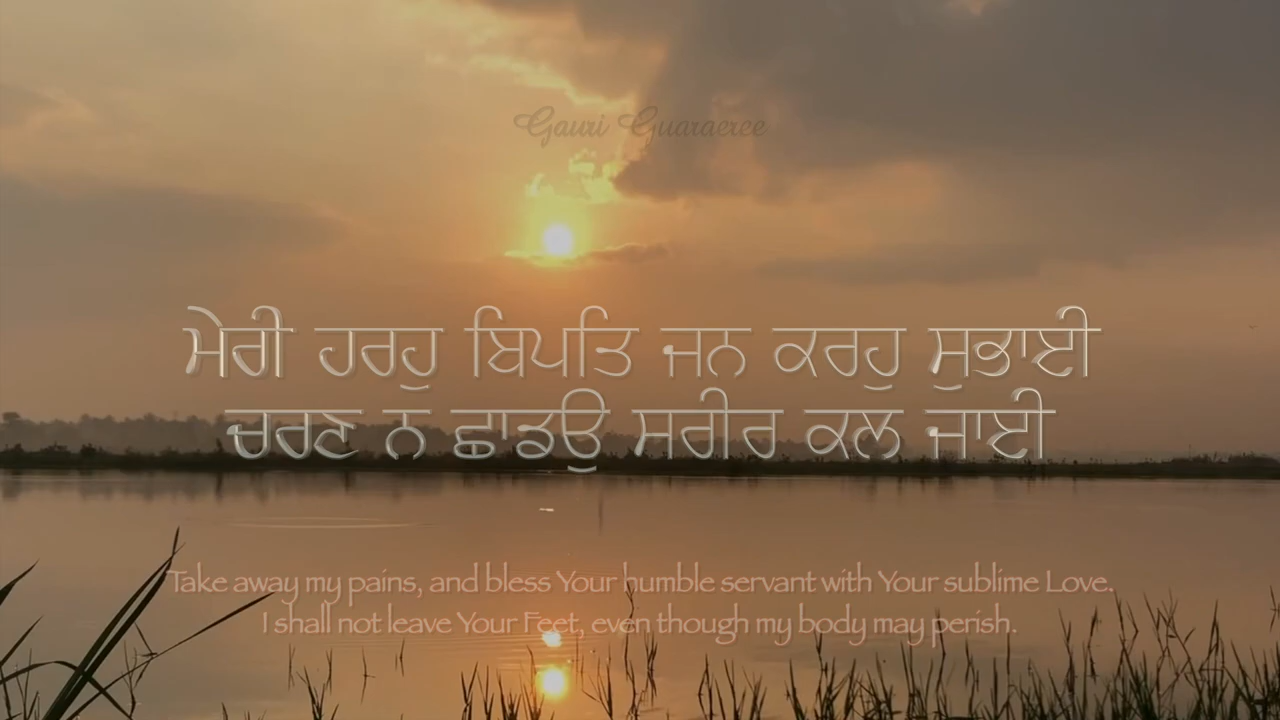 Gauri Guaraeree
ਮੇਰੀ ਹਰਹੁ ਬਿਪਤਿ ਜਨ ਕਰਹੁ ਸੁਭਾਈ
ਚਰਣ ਨ ਛਾਡਉ ਸਰੀਰ ਕਲ ਜਾਈ
Take away my pains, and bless Your humble servant with Your sublime Love.
I shall not leave Your Feet, even though my body may perish.